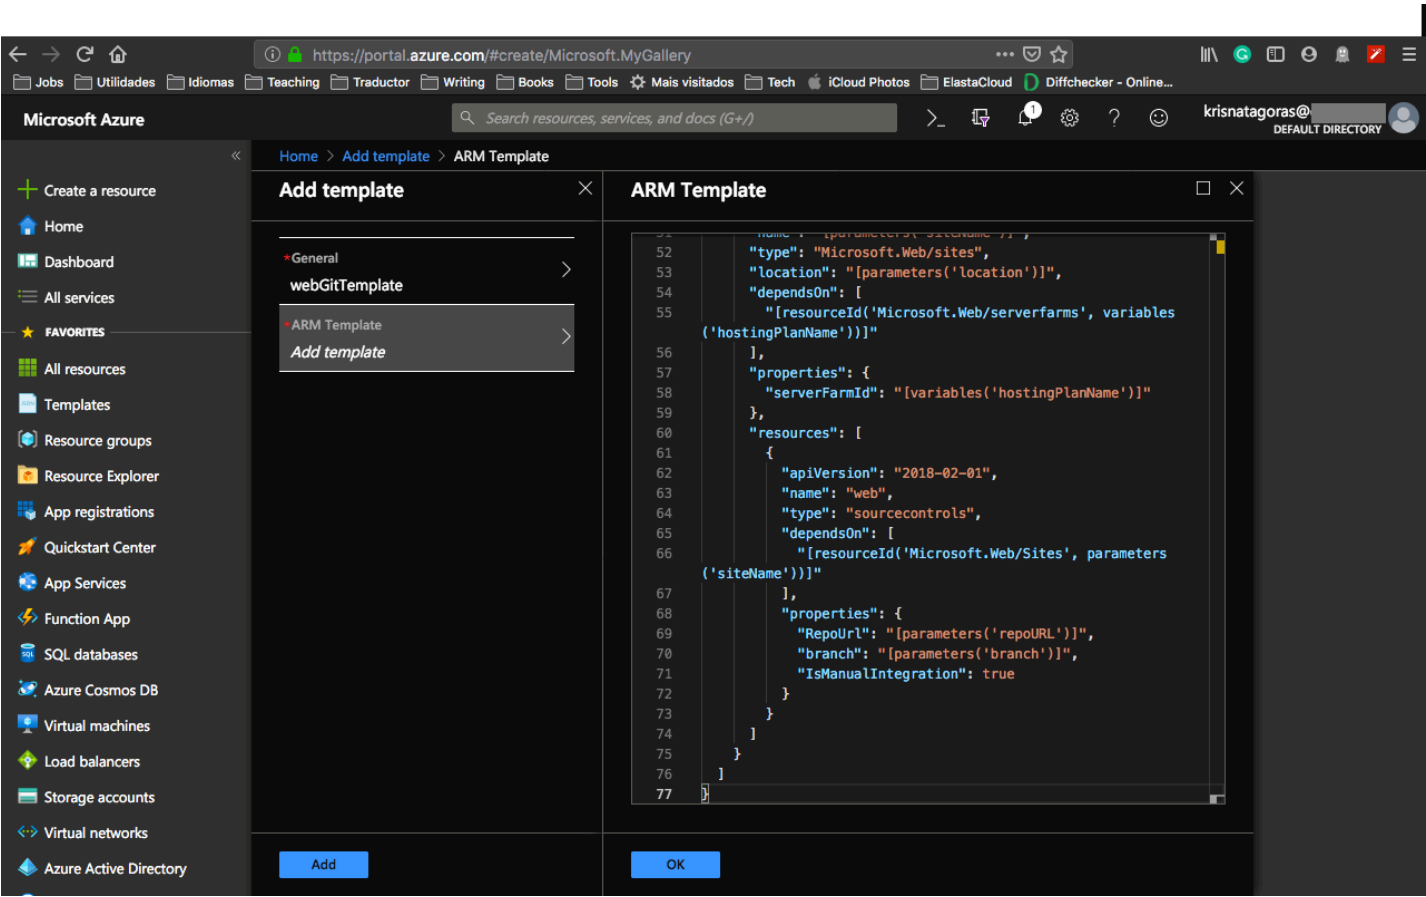 https://portal.azure.com/#create/Microsoft.MyGallery
Jobs Utilidades Idiomas Teaching Traductor Writing Books Tools Mais visitados Tech iCloud Photos ElastaCloud Diffchecker - Online...
Microsoft Azure
Search resources, services, and docs (G+/)
1
krisnatagoras@
DEFAULT DIRECTORY
Home > Add template > ARM Template
Create a resource
Home
Dashboard
All services
FAVORITES
All resources
Templates
Resource groups
Resource Explorer
App registrations
Quickstart Center
App Services
Function App
SQL databases
Azure Cosmos DB
Virtual machines
Load balancers
Storage accounts
Virtual networks
Azure Active Directory
Add template
*General
webGitTemplate
*ARM Template
Add template
Add
ARM Template
51 "name": "[parameters('siteName')]",
52 "type": "Microsoft.Web/sites",
53 "location": "[parameters('location')]",
54 "dependsOn": [
55 "[resourceId('Microsoft.Web/serverfarms', variables
('hostingPlanName'))]"
56 ],
57 "properties": {
58 "serverFarmId": "[variables('hostingPlanName')]"
59 },
60 "resources": [
61 {
62 "apiVersion": "2018-02-01",
63 "name": "web",
64 "type": "sourcecontrols",
65 "dependsOn": [
66 "[resourceId('Microsoft.Web/Sites', parameters
('siteName'))]"
67 ],
68 "properties": {
69 "RepoUrl": "[parameters('repoURL')]",
70 "branch": "[parameters('branch')]",
71 "IsManualIntegration": true
72 }
73 }
74 ]
75 }
76 ]
77 }
OK